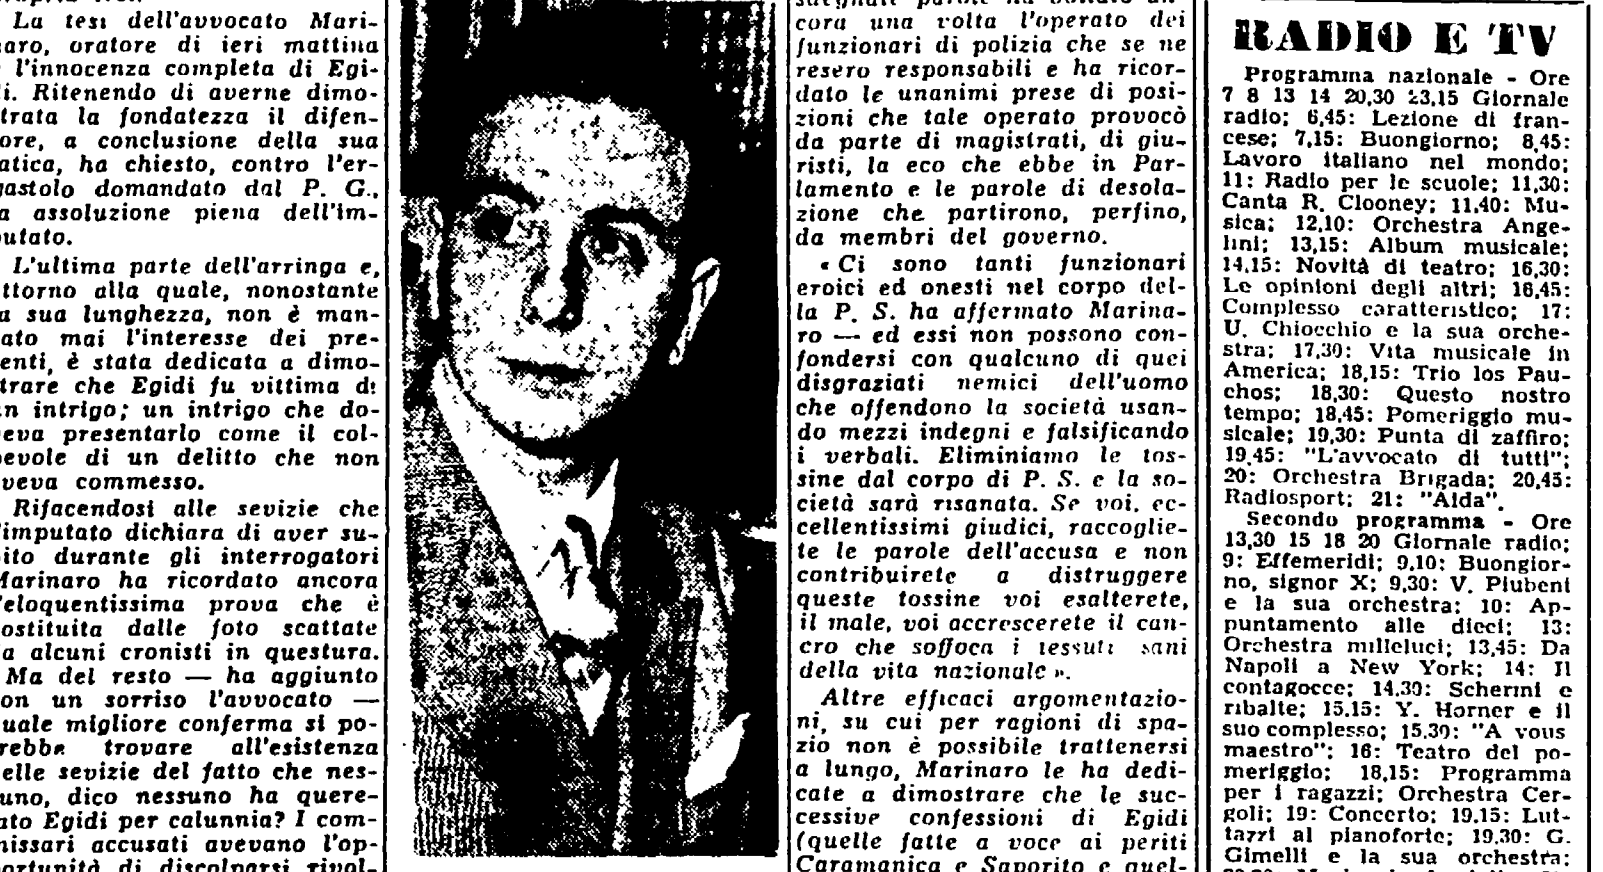 La tesi dell'avvocato Mari-
naro, oratore di ieri mattina
l'innocenza completa di Egi-
di. Ritenendo di averne dimo-
strata la fondatezza il difen-
sore, a conclusione della sua
ha chiesto, contro l'er-
gastolo domandato dal P. G.,
la assoluzione piena dell'im-
putato.
L'ultima parte dell'arringa e,
attorno alla quale, nonostante
la sua lunghezza, non è man-
cato mai l'interesse dei pre-
senti, è stata dedicata a dimo-
strare che Egidi fu vittima di
un intrigo; un intrigo che do-
veva presentarlo come il col-
pevole di un delitto che non
aveva commesso.
Rifacendosi alle sevizie che
l'imputato dichiara di aver su-
bito durante gli interrogatori
Marinaro ha ricordato ancora
l'eloquentissima prova che è
costituita dalle foto scattate
da alcuni cronisti in questura.
Ma del resto — ha aggiunto
con un sorriso l'avvocato —
quale migliore conferma si po-
trebbe trovare all'esistenza
delle sevizie del fatto che nes-
suno, dico nessuno ha quere-
lato Egidi per calunnia? I com-
missari accusati avevano l'op-
portunità di discolparsi rivol-
cora una volta l'operato dei
funzionari di polizia che se ne
resero responsabili e ha ricor-
dato le unanimi prese di posi-
zioni che tale operato provocò
da parte di magistrati, di giu-
risti, la eco che ebbe in Par-
lamento e le parole di desola-
zione che partirono, perfino,
da membri del governo.
«Ci sono tanti funzionari
eroici ed onesti nel corpo del-
la P. S. ha affermato Marina-
ro — ed essi non possono con-
fondersi con qualcuno di quei
disgraziati nemici dell'uomo
che offendono la società usan-
do mezzi indegni e falsificando
i verbali. Eliminiamo le tos-
sine dal corpo di P. S. e la so-
cietà sarà risanata. Se voi, ec-
cellentissimi giudici, raccoglie-
te le parole dell'accusa e non
contribuirete a distruggere
queste tossine voi esalterete,
il male, voi accrescerete il can-
cro che soffoca i tessuti sani
della vita nazionale».
Altre efficaci argomentazio-
ni, su cui per ragioni di spa-
zio non è possibile trattenersi
a lungo, Marinaro le ha dedi-
cate a dimostrare che le suc-
cessive confessioni di Egidi
(quelle fatte a voce ai periti
Caramanica e Saporito e quel-
RADIO E TV
Programma nazionale - Ore
7 8 13 14 20,30 23,15 Giornale
radio; 6,45: Lezione di fran-
cese; 7,15: Buongiorno; 8,45:
Lavoro italiano nel mondo;
11: Radio per le scuole; 11,30:
Canta R. Clooney; 11,40: Mu-
sica; 12,10: Orchestra Ange-
lini; 13,15: Album musicale;
14,15: Novità di teatro; 16,30:
Le opinioni degli altri; 16,45:
Complesso caratteristico; 17:
U. Chiocchio e la sua orche-
stra; 17,30: Vita musicale in
America; 18,15: Trio los Pau-
chos; 18,30: Questo nostro
tempo; 18,45: Pomeriggio mu-
sicale; 19,30: Punta di zaffiro;
19,45: "L'avvocato di tutti";
20: Orchestra Brigada; 20,45:
Radiosport; 21: "Aida".
Secondo programma - Ore
13,30 15 18 20 Giornale radio;
9: Effemeridi; 9,10: Buongior-
no, signor X; 9,30: V. Piubeni
e la sua orchestra; 10: Ap-
puntamento alle dieci; 13:
Orchestra milleluci; 13,45: Da
Napoli a New York; 14: Il
contagocce; 14,30: Schermi e
ribalte; 15,15: Y. Horner e il
suo complesso; 15,30: "A vous
maestro"; 16: Teatro del po-
meriggio; 18,15: Programma
per i ragazzi; Orchestra Cer-
goli; 19: Concerto; 19,15: Lut-
tazzi al pianoforte; 19,30: G.
Gimelli e la sua orchestra;